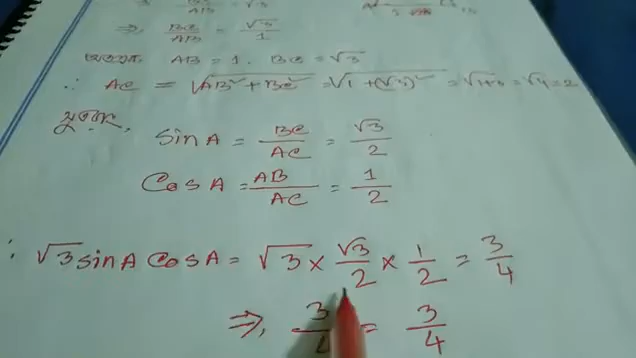 ⇒, BC/AB = √3/1
AB = 1, BC = √3
∴ AC = √AB² + BC² = √1 + (√3)² = √1+3 = √4 = 2
Sin A = BC/AC = √3/2
Cos A = AB/AC = 1/2
∴ √3 sin A cos A = √3 × √3/2 × 1/2 = 3/4
⇒, 3/4 = 3/4